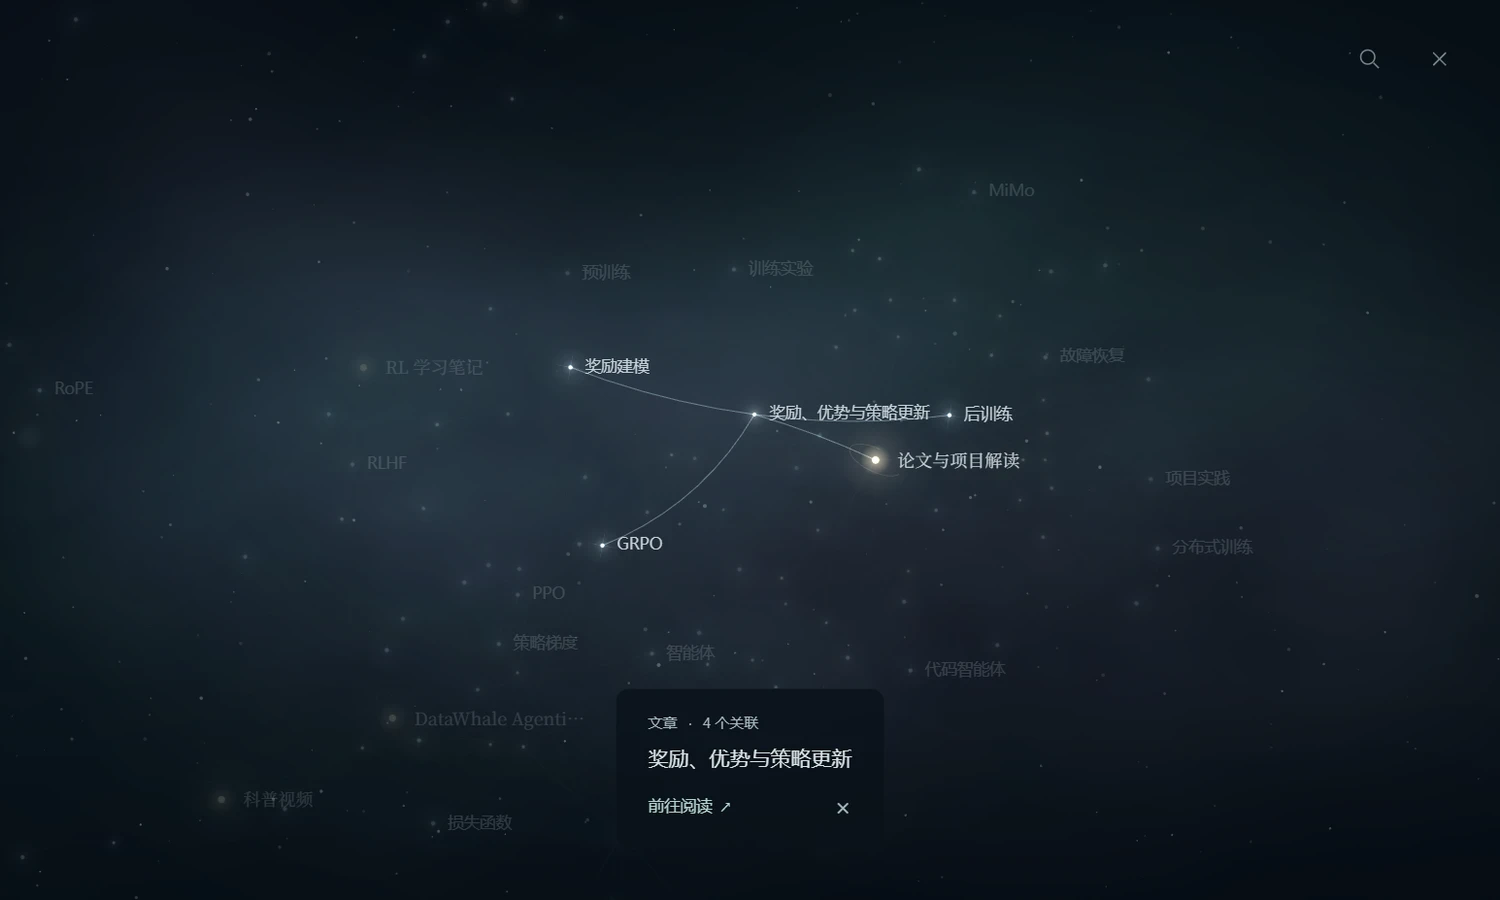 MiMo
预训练
训练实验
故障恢复
RL 学习笔记
奖励建模
RoPE
奖励、优势与策略更新
后训练
RLHF
论文与项目解读
项目实践
GRPO
分布式训练
PPO
策略梯度
智能体
代码智能体
DataWhale Agenti…
文章 · 4 个关联
奖励、优势与策略更新
前往阅读 ↗
科普视频
损失函数